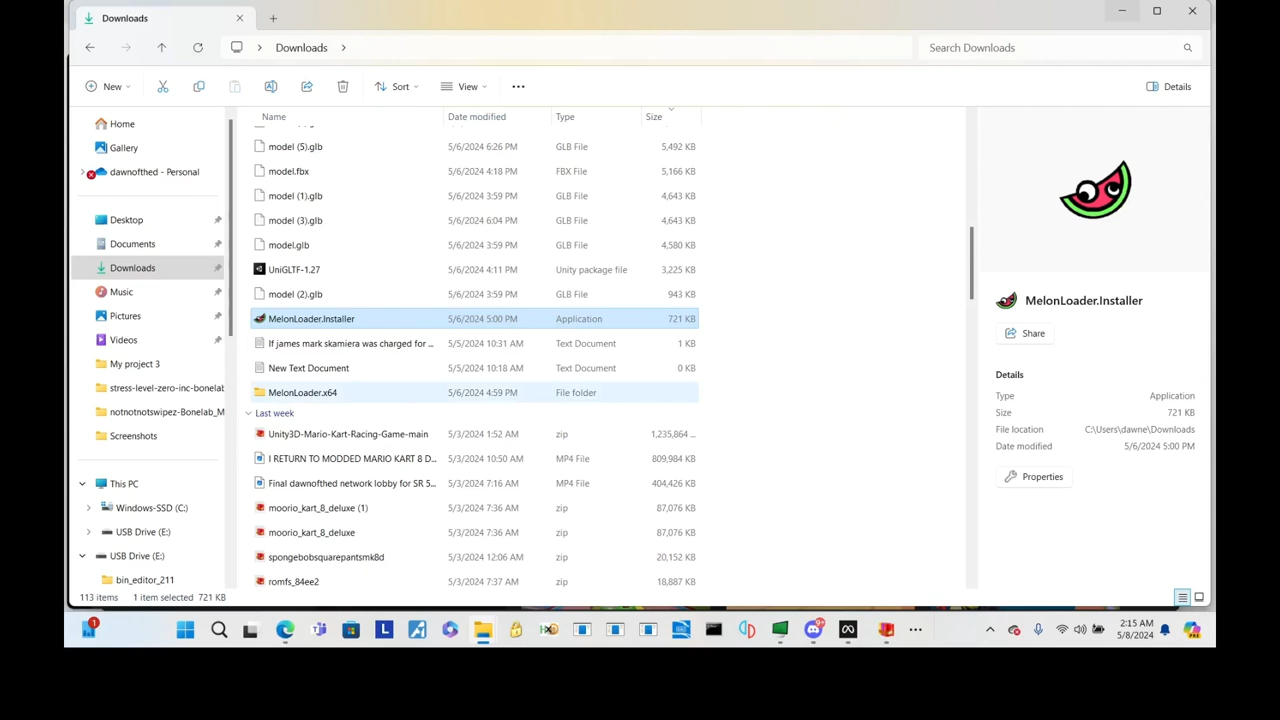 Downloads
Downloads
Search Downloads
New
Sort
View
Details
Home
Gallery
dawnofthed - Personal
Desktop
Documents
Downloads
Music
Pictures
Videos
My project 3
stress-level-zero-inc-bonelab
notnotnotswipez-Bonelab_M
Screenshots
This PC
Windows-SSD (C:)
USB Drive (E:)
USB Drive (E:)
bin_editor_211
Name Date modified Type Size
model (5).glb 5/6/2024 6:26 PM GLB File 5,492 KB
model.fbx 5/6/2024 4:18 PM FBX File 5,166 KB
model (1).glb 5/6/2024 3:59 PM GLB File 4,643 KB
model (3).glb 5/6/2024 6:04 PM GLB File 4,643 KB
model.glb 5/6/2024 3:59 PM GLB File 4,580 KB
UniGLTF-1.27 5/6/2024 4:11 PM Unity package file 3,225 KB
model (2).glb 5/6/2024 3:59 PM GLB File 943 KB
MelonLoader.Installer 5/6/2024 5:00 PM Application 721 KB
If james mark skamiera was charged for ... 5/5/2024 10:31 AM Text Document 1 KB
New Text Document 5/5/2024 10:18 AM Text Document 0 KB
MelonLoader.x64 5/6/2024 4:59 PM File folder
Last week
Unity3D-Mario-Kart-Racing-Game-main 5/3/2024 1:52 AM zip 1,235,864 ...
I RETURN TO MODDED MARIO KART 8 D... 5/3/2024 10:50 AM MP4 File 809,984 KB
Final dawnofthed network lobby for SR 5... 5/3/2024 7:16 AM MP4 File 404,426 KB
moorio_kart_8_deluxe (1) 5/3/2024 7:36 AM zip 87,076 KB
moorio_kart_8_deluxe 5/3/2024 7:36 AM zip 87,076 KB
spongebobsquarepantsmk8d 5/3/2024 12:06 AM zip 20,152 KB
romfs_84ee2 5/3/2024 7:37 AM zip 18,887 KB
MelonLoader.Installer
Share
Details
Type Application
Size 721 KB
File location C:\Users\dawne\Downloads
Date modified 5/6/2024 5:00 PM
Properties
113 items 1 item selected 721 KB
1
L
9+
2:15 AM
5/8/2024